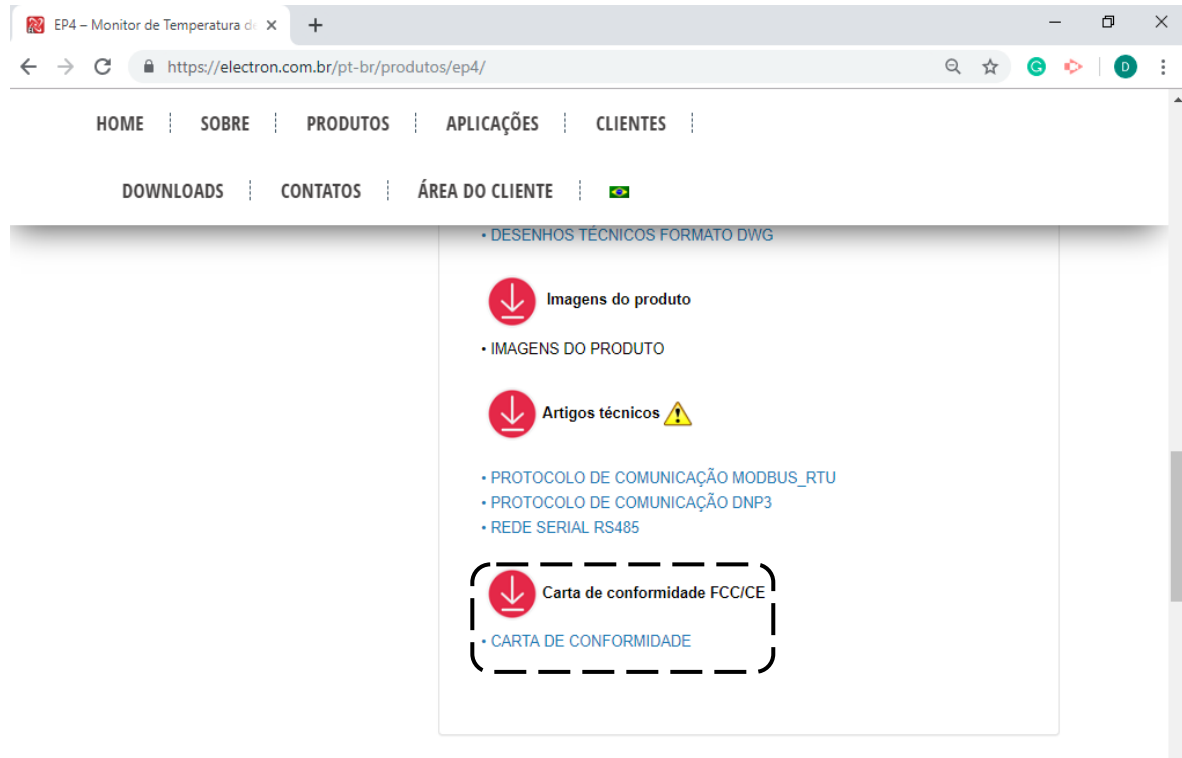 EP4 – Monitor de Temperatura de
https://electron.com.br/pt-br/produtos/ep4/
D
HOME SOBRE PRODUTOS APLICAÇÕES CLIENTES
DOWNLOADS CONTATOS ÁREA DO CLIENTE
• DESENHOS TÉCNICOS FORMATO DWG
Imagens do produto
• IMAGENS DO PRODUTO
Artigos técnicos
• PROTOCOLO DE COMUNICAÇÃO MODBUS_RTU
• PROTOCOLO DE COMUNICAÇÃO DNP3
• REDE SERIAL RS485
Carta de conformidade FCC/CE
• CARTA DE CONFORMIDADE